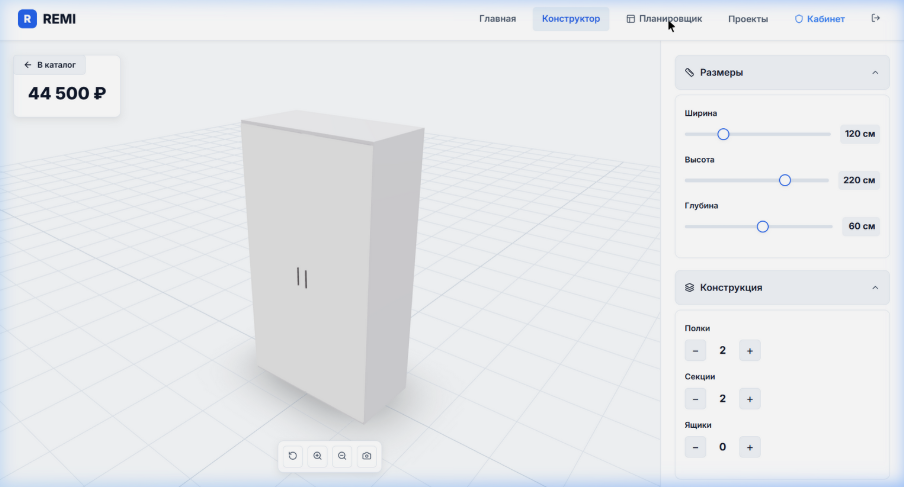 R REMI
Главная
Конструктор
Планировщик
Проекты
Кабинет
В каталог
44 500 ₽
Размеры
Ширина
120 см
Высота
220 см
Глубина
60 см
Конструкция
Полки
− 2 +
Секции
− 2 +
Ящики
− 0 +